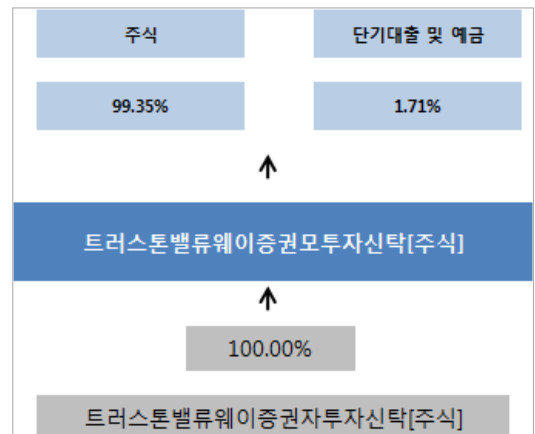 주식 단기대출 및 예금
99.35% 1.71%
트러스톤밸류웨이증권모투자신탁[주식]
100.00%
트러스톤밸류웨이증권자투자신탁[주식]